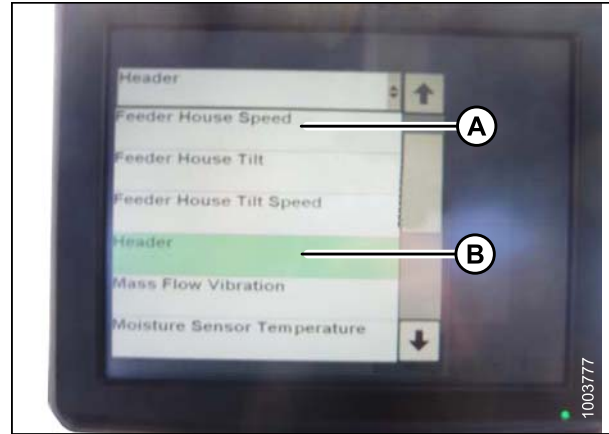 Header
Feeder House Speed
A
Feeder House Tilt
Feeder House Tilt Speed
Header
B
Mass Flow Vibration
Moisture Sensor Temperature
1003777